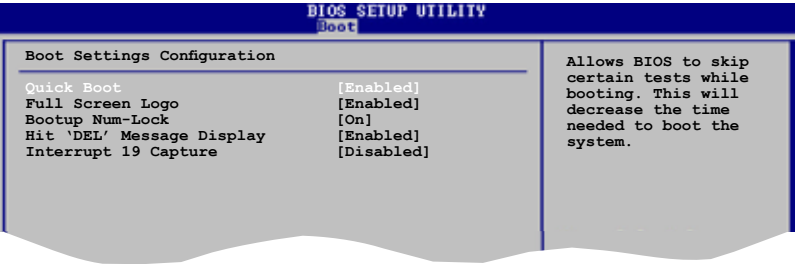 BIOS SETUP UTILITY
Boot
Boot Settings Configuration
Quick Boot [Enabled]
Full Screen Logo [Enabled]
Bootup Num-Lock [On]
Hit ‘DEL’ Message Display [Enabled]
Interrupt 19 Capture [Disabled]
Allows BIOS to skip
certain tests while
booting. This will
decrease the time
needed to boot the
system.